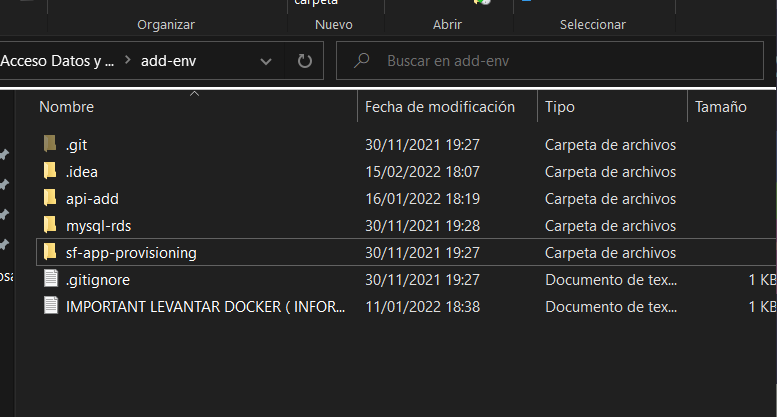 carpeta
Organizar Nuevo Abrir Seleccionar
Acceso Datos y ... > add-env Buscar en add-env
Nombre Fecha de modificación Tipo Tamaño
.git 30/11/2021 19:27 Carpeta de archivos
.idea 15/02/2022 18:07 Carpeta de archivos
api-add 16/01/2022 18:19 Carpeta de archivos
mysql-rds 30/11/2021 19:28 Carpeta de archivos
sf-app-provisioning 30/11/2021 19:27 Carpeta de archivos
.gitignore 30/11/2021 19:27 Documento de tex... 1 KB
IMPORTANT LEVANTAR DOCKER ( INFOR... 11/01/2022 18:38 Documento de tex... 1 KB